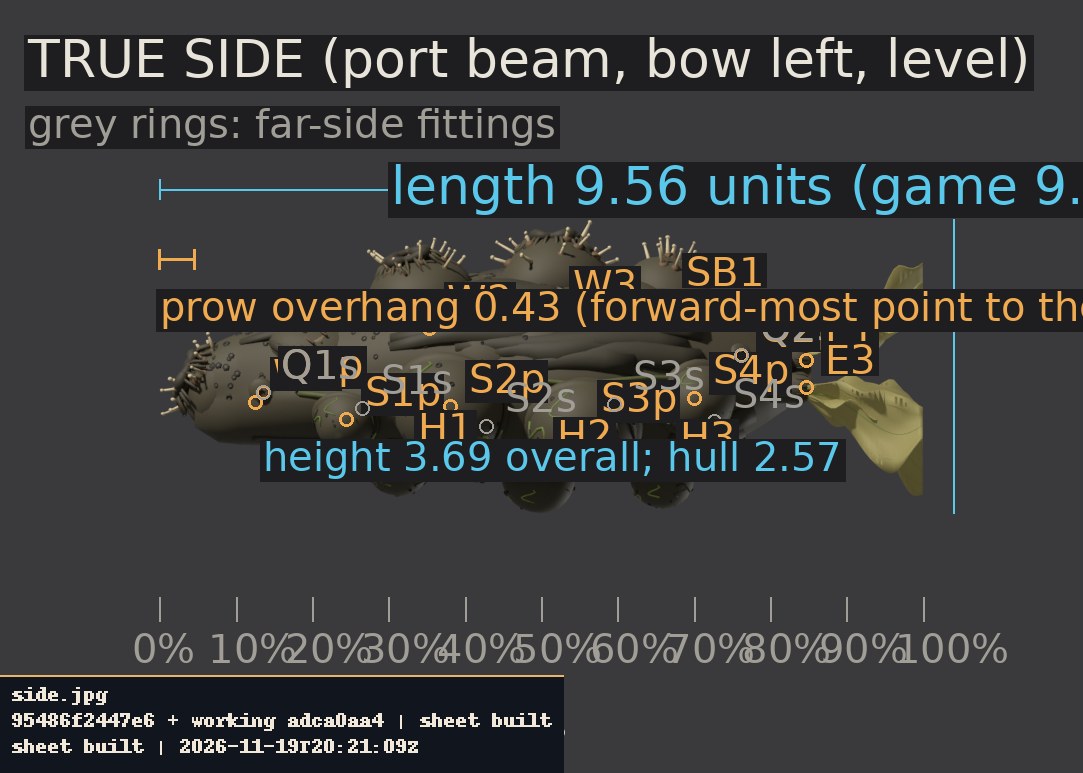 TRUE SIDE (port beam, bow left, level)
grey rings: far-side fittings
length 9.56 units (game 9.
W3 SB1
prow overhang 0.43 (forward-most point to the
Q1s p S1s S1p S2p S2s S3p S3s S4p S4s E3
H1 H2 H3
height 3.69 overall; hull 2.57
0% 10% 20% 30% 40% 50% 60% 70% 80% 90% 100%
side.jpg
95486f2447e6 + working adca0aa4 | sheet built
sheet built | 2026-11-19T20:21:09Z